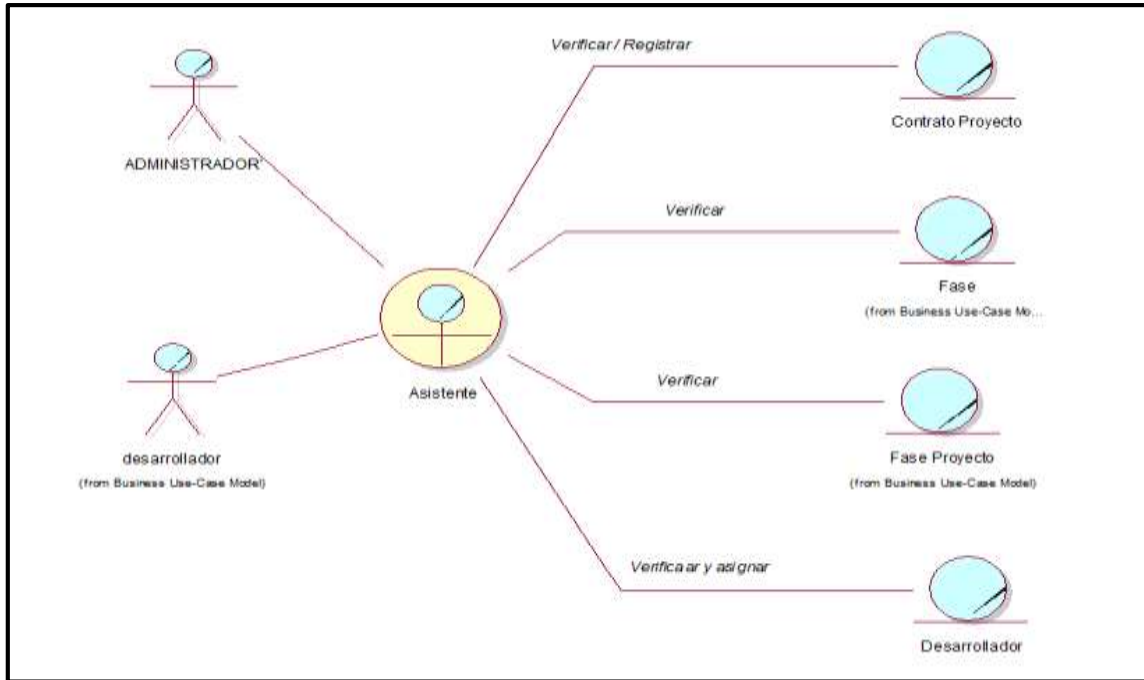 Verificar / Registrar
Contrato Proyecto
ADMINISTRADOR'
Verificar
Fase
(from Business Use-Case Mo...
Asistente
Verificar
desarrollador
(from Business Use-Case Model)
Fase Proyecto
(from Business Use-Case Model)
Verificaar y asignar
Desarrollador